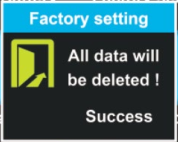 Factory setting
All data will
be deleted !
Success